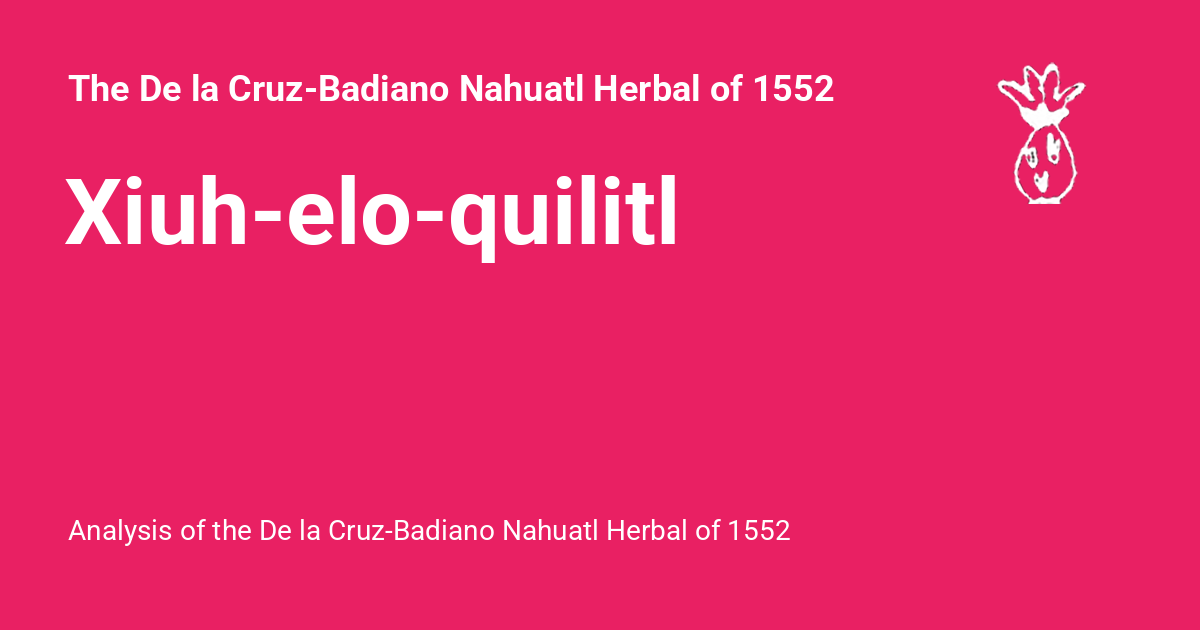 The De la Cruz-Badiano Nahuatl Herbal of 1552
Xiuh-elo-quilitl
Analysis of the De la Cruz-Badiano Nahuatl Herbal of 1552